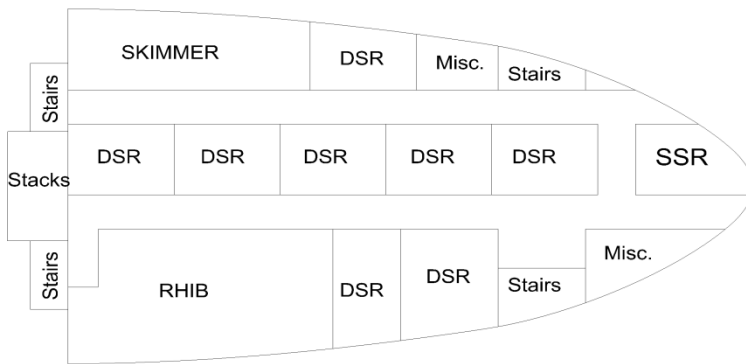 SKIMMER
DSR
Misc.
Stairs
Stairs
DSR
DSR
DSR
DSR
DSR
SSR
Stacks
Stairs
RHIB
DSR
DSR
Stairs
Misc.